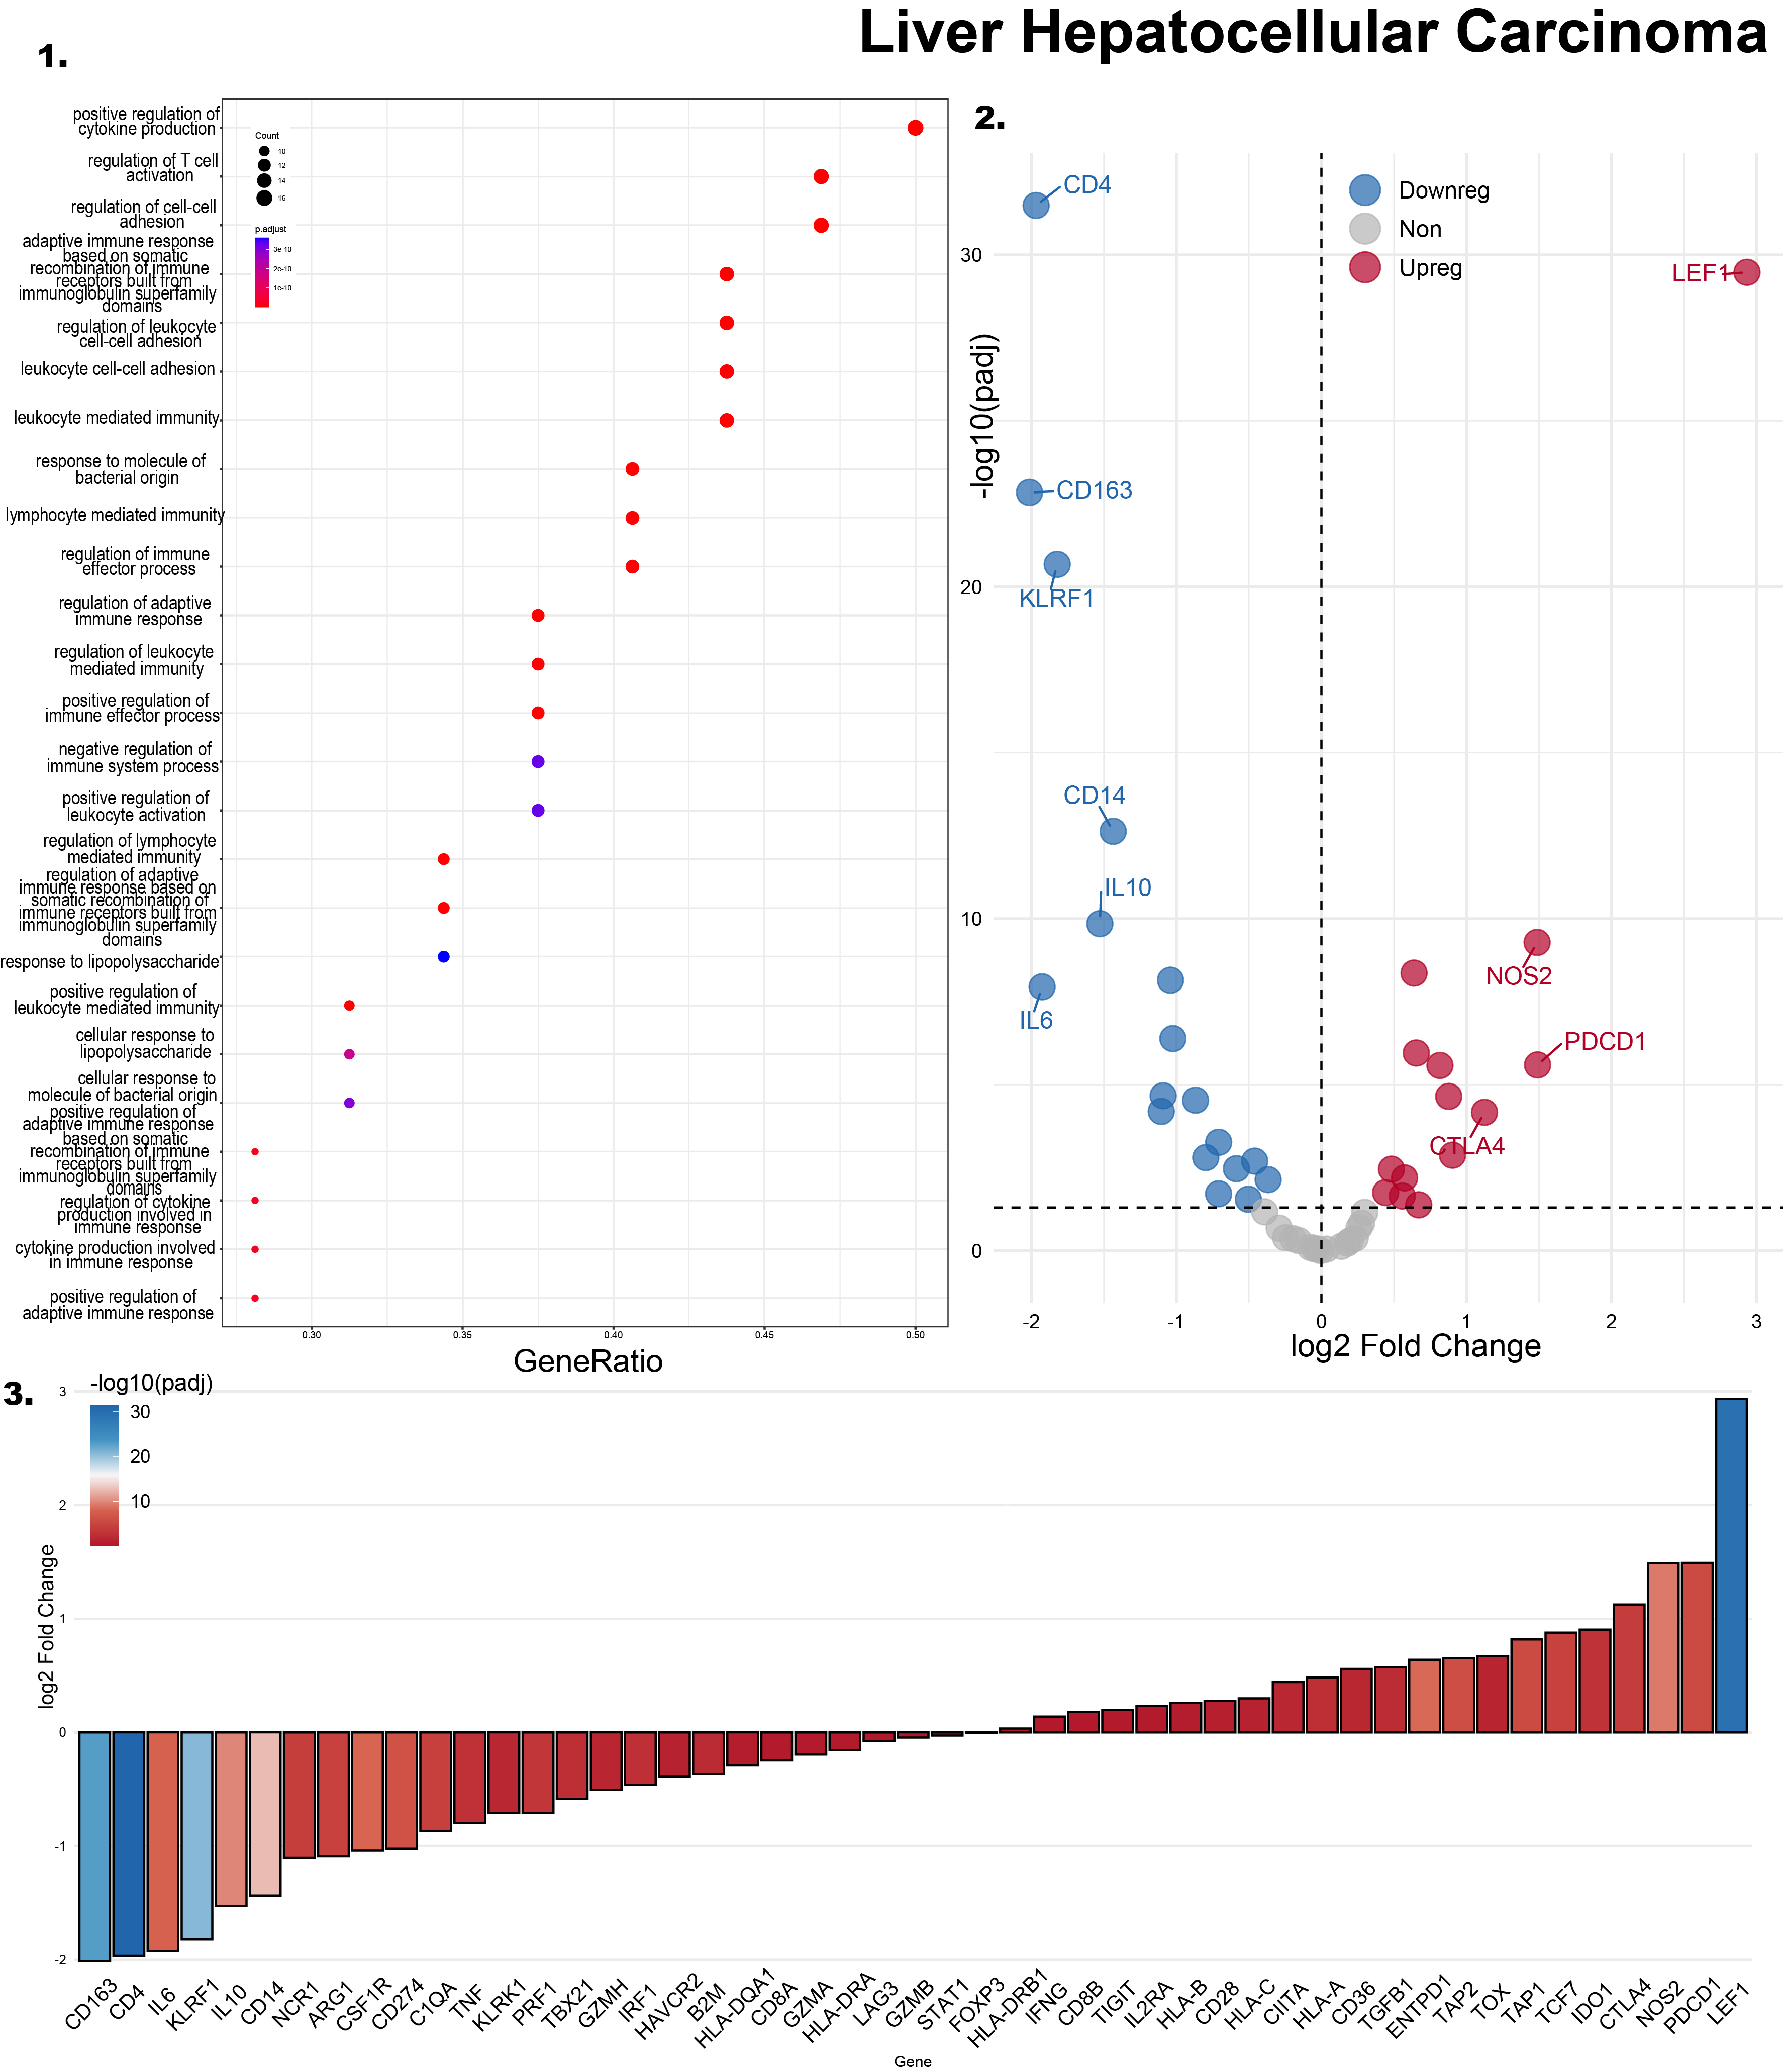 Liver Hepatocellular Carcinoma
1.
positive regulation of
cytokine production
regulation of T cell
activation
regulation of cell-cell
adhesion
adaptive immune response
based on somatic
recombination of immune
receptors built from
immunoglobulin superfamily
domains
regulation of leukocyte
cell-cell adhesion
leukocyte cell-cell adhesion
leukocyte mediated immunity
response to molecule of
bacterial origin
lymphocyte mediated immunity
regulation of immune
effector process
regulation of adaptive
immune response
regulation of leukocyte
mediated immunity
positive regulation of
immune effector process
negative regulation of
immune system process
positive regulation of
leukocyte activation
regulation of lymphocyte
mediated immunity
regulation of adaptive
immune response based on
somatic recombination of
immune receptors built from
immunoglobulin superfamily
domains
response to lipopolysaccharide
positive regulation of
leukocyte mediated immunity
cellular response to
lipopolysaccharide
cellular response to
molecule of bacterial origin
positive regulation of
adaptive immune response
based on somatic
recombination of immune
receptors built from
immunoglobulin superfamily
domains
regulation of cytokine
production involved in
immune response
cytokine production involved
in immune response
positive regulation of
adaptive immune response
Count
10
12
14
16
p.adjust
3e-10
2e-10
1e-10
0.30
0.35
0.40
0.45
0.50
GeneRatio
2.
CD4
Downreg
Non
Upreg
LEF1
CD163
KLRF1
CD14
IL10
IL6
NOS2
PDCD1
CTLA4
-log10(padj)
30
20
10
0
-2
-1
0
1
2
3
log2 Fold Change
3.
-log10(padj)
30
20
10
log2 Fold Change
3
2
1
0
-1
-2
CD163
CD4
IL6
KLRF1
IL10
CD14
NCR1
ARG1
CSF1R
CD274
C1QA
TNF
KLRK1
PRF1
TBX21
GZMH
IRF1
HAVCR2
B2M
HLA-DQA1
CD8A
GZMA
HLA-DRA
LAG3
GZMB
STAT1
FOXP3
HLA-DRB1
IFNG
CD8B
TIGIT
IL2RA
HLA-B
CD28
HLA-C
CIITA
HLA-A
CD36
TGFB1
ENTPD1
TAP2
TOX
TAP1
TCF7
IDO1
CTLA4
NOS2
PDCD1
LEF1
Gene